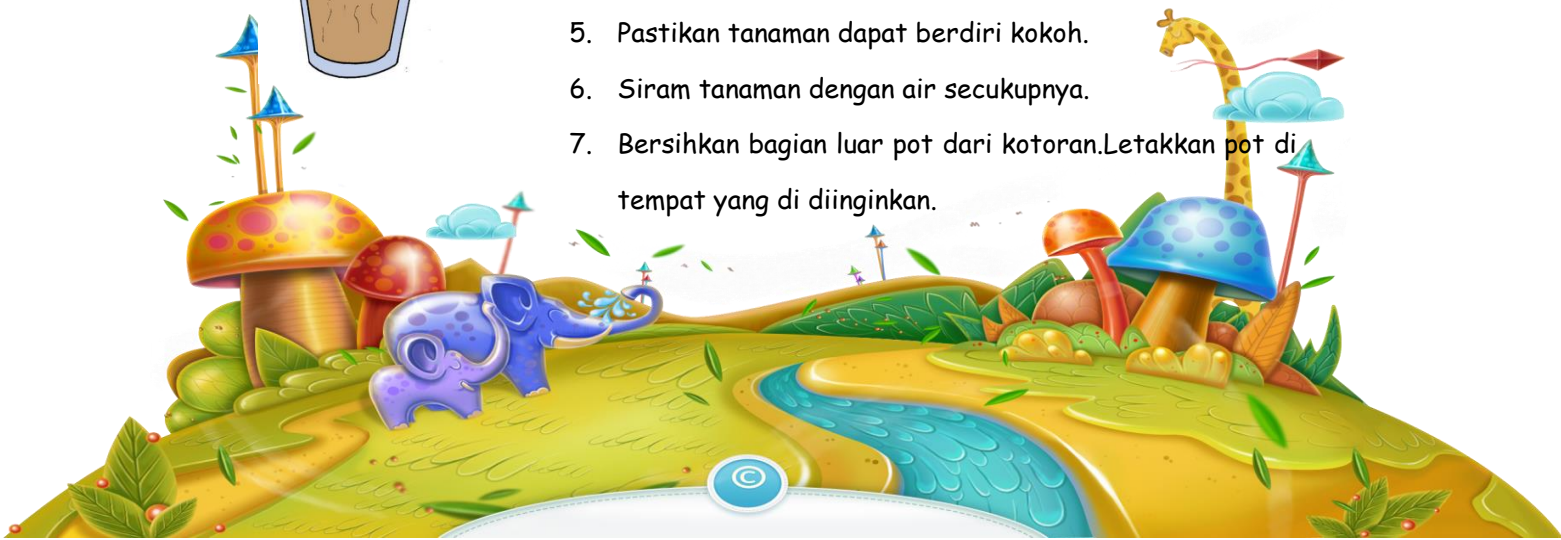 5. Pastikan tanaman dapat berdiri kokoh.
6. Siram tanaman dengan air secukupnya.
7. Bersihkan bagian luar pot dari kotoran.Letakkan pot di
tempat yang di diinginkan.
©